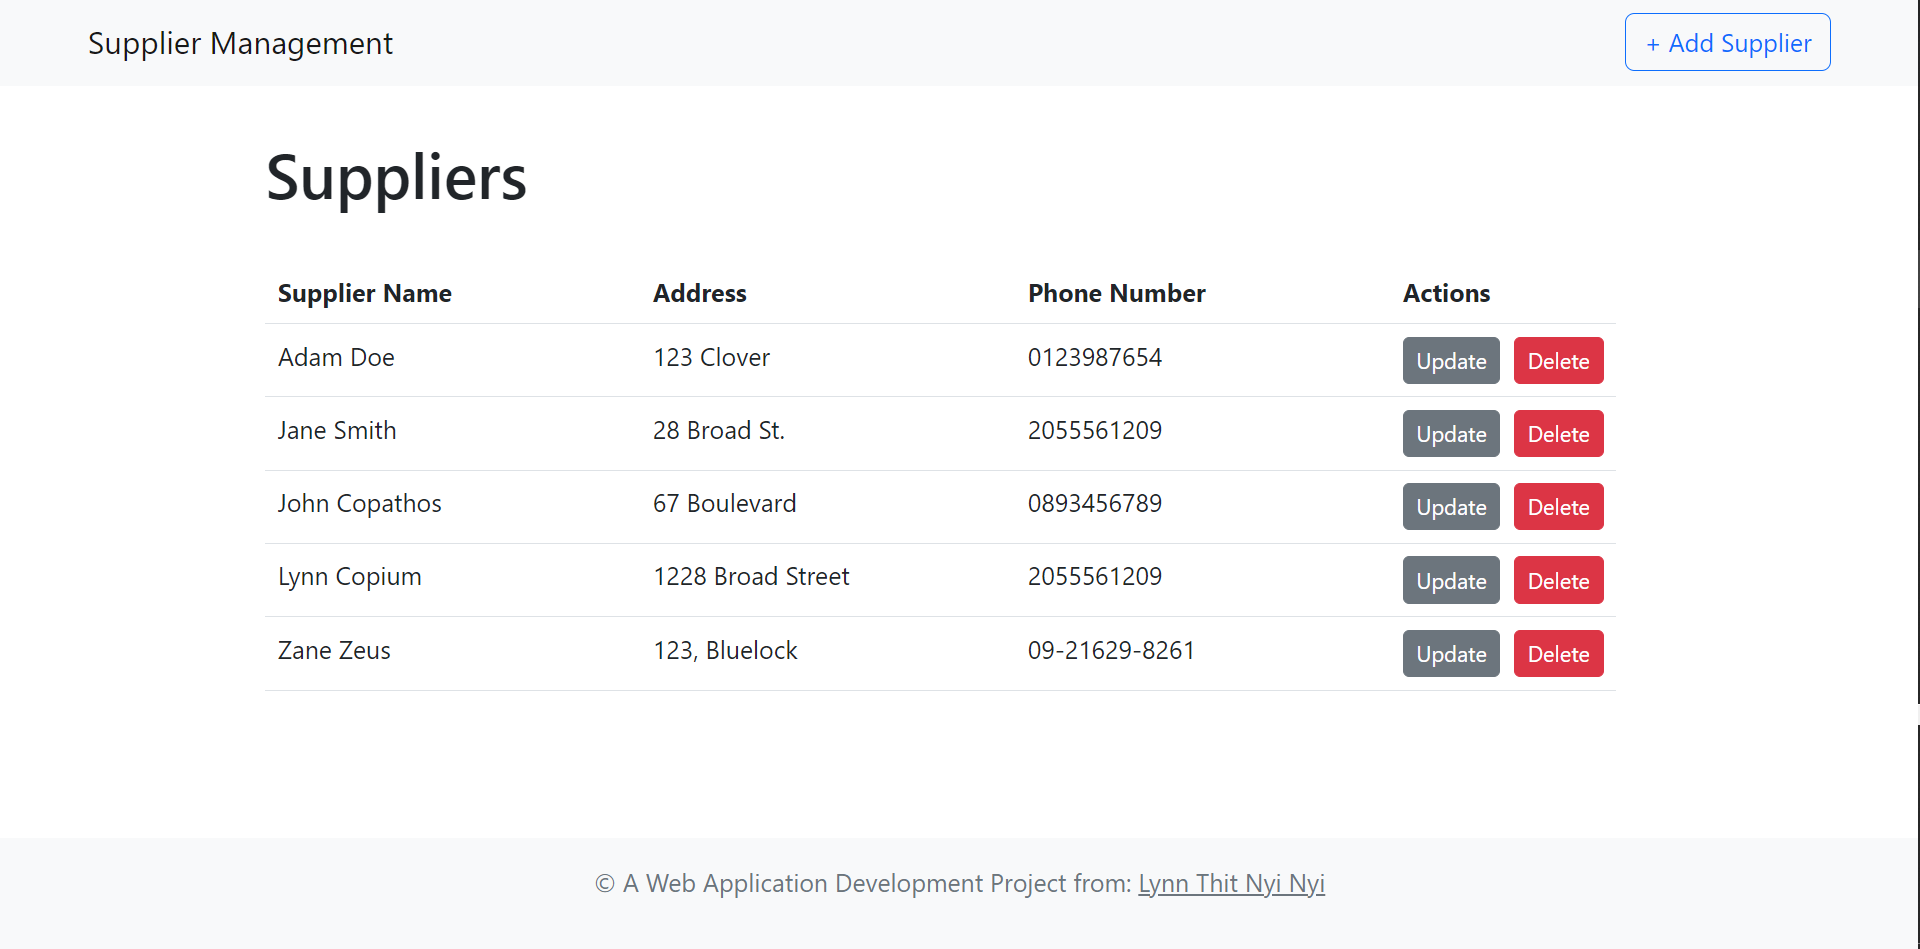 Supplier Management
+ Add Supplier
Suppliers
Supplier Name Address Phone Number Actions
Adam Doe 123 Clover 0123987654 Update Delete
Jane Smith 28 Broad St. 2055561209 Update Delete
John Copathos 67 Boulevard 0893456789 Update Delete
Lynn Copium 1228 Broad Street 2055561209 Update Delete
Zane Zeus 123, Bluelock 09-21629-8261 Update Delete
© A Web Application Development Project from: Lynn Thit Nyi Nyi